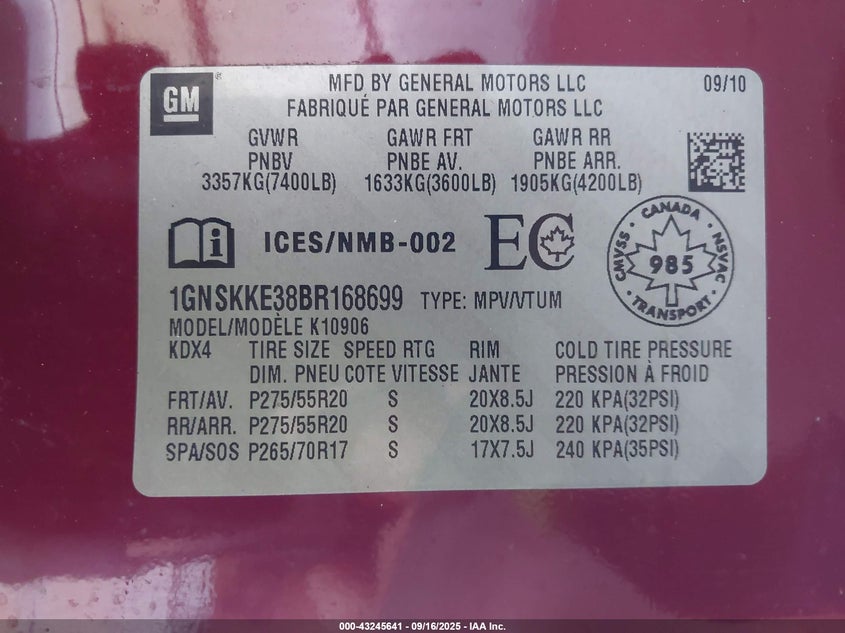 GM
MFD BY GENERAL MOTORS LLC 09/10
FABRIQUÉ PAR GENERAL MOTORS LLC
GVWR GAWR FRT GAWR RR
PNBV PNBE AV. PNBE ARR.
3357KG(7400LB) 1633KG(3600LB) 1905KG(4200LB)
ICES/NMB-002 EC
CANADA CMVSS NSVAC 985 TRANSPORT
1GNSKKE38BR168699 TYPE: MPV/VTUM
MODEL/MODÈLE K10906
KDX4 TIRE SIZE SPEED RTG RIM COLD TIRE PRESSURE
DIM. PNEU COTE VITESSE JANTE PRESSION À FROID
FRT/AV. P275/55R20 S 20X8.5J 220 KPA(32PSI)
RR/ARR. P275/55R20 S 20X8.5J 220 KPA(32PSI)
SPA/SOS P265/70R17 S 17X7.5J 240 KPA(35PSI)
000-43245641 - 09/16/2025 - IAA Inc.